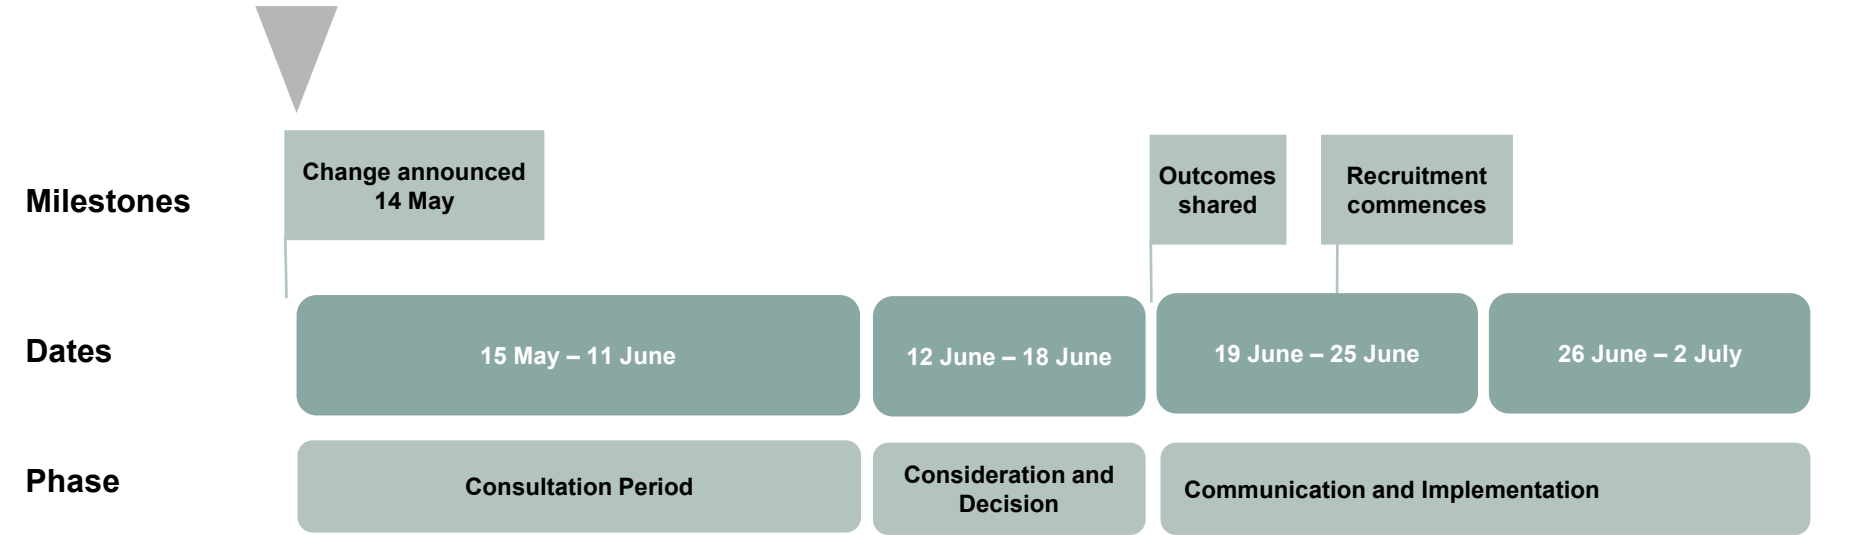 Milestones
Change announced
14 May
Outcomes
shared
Recruitment
commences
Dates
15 May – 11 June
12 June – 18 June
19 June – 25 June
26 June – 2 July
Phase
Consultation Period
Consideration and
Decision
Communication and Implementation